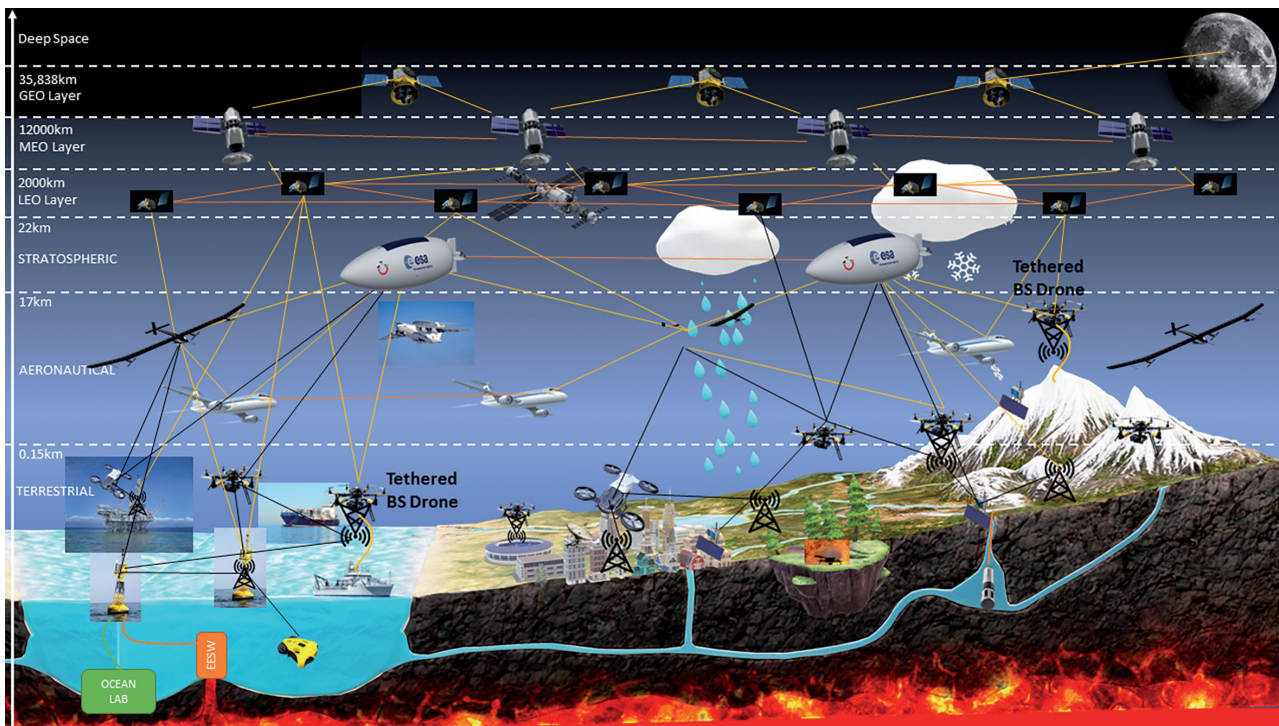 Deep Space
35,838km
GEO Layer
12000km
MEO Layer
2000km
LEO Layer
22km
STRATOSPHERIC
esa
esa
Tethered
BS Drone
17km
AERONAUTICAL
0.15km
TERRESTRIAL
Tethered
BS Drone
EESW
OCEAN
LAB